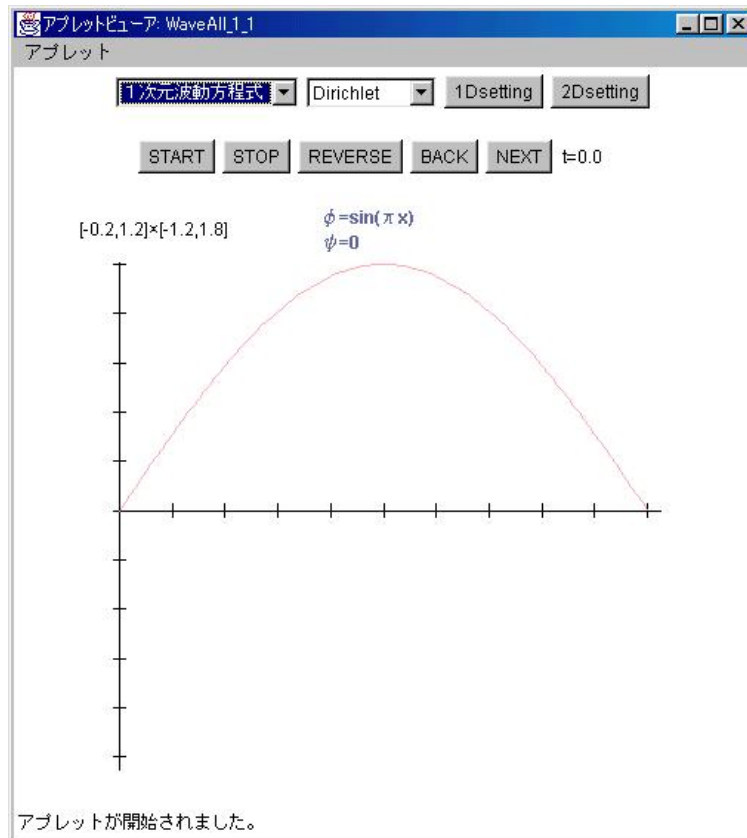 アプレットビューア: WaveAll_1_1
アプレット
1次元波動方程式 Dirichlet 1Dsetting 2Dsetting
START STOP REVERSE BACK NEXT t=0.0
[-0.2,1.2]×[-1.2,1.8]
φ=sin(πx)
ψ=0
アプレットが開始されました。